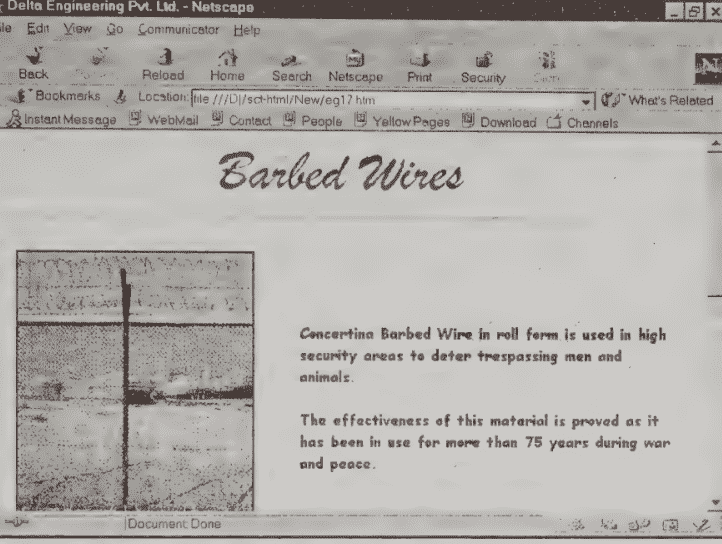 Delta Engineering Pvt. Ltd. - Netscape
ile Edit View Go Communicator Help
Back Reload Home Search Netscape Print Security
Bookmarks Location: file ///D|/sct-html/New/eg17 htm What's Related
Instant Message WebMail Contact People Yellow Pages Download Channels
Barbed Wires
Concertina Barbed Wire in roll form is used in high
security areas to deter trespassing men and
animals.
The effectiveness of this material is proved as it
has been in use for more than 75 years during war
and peace.
Document Done